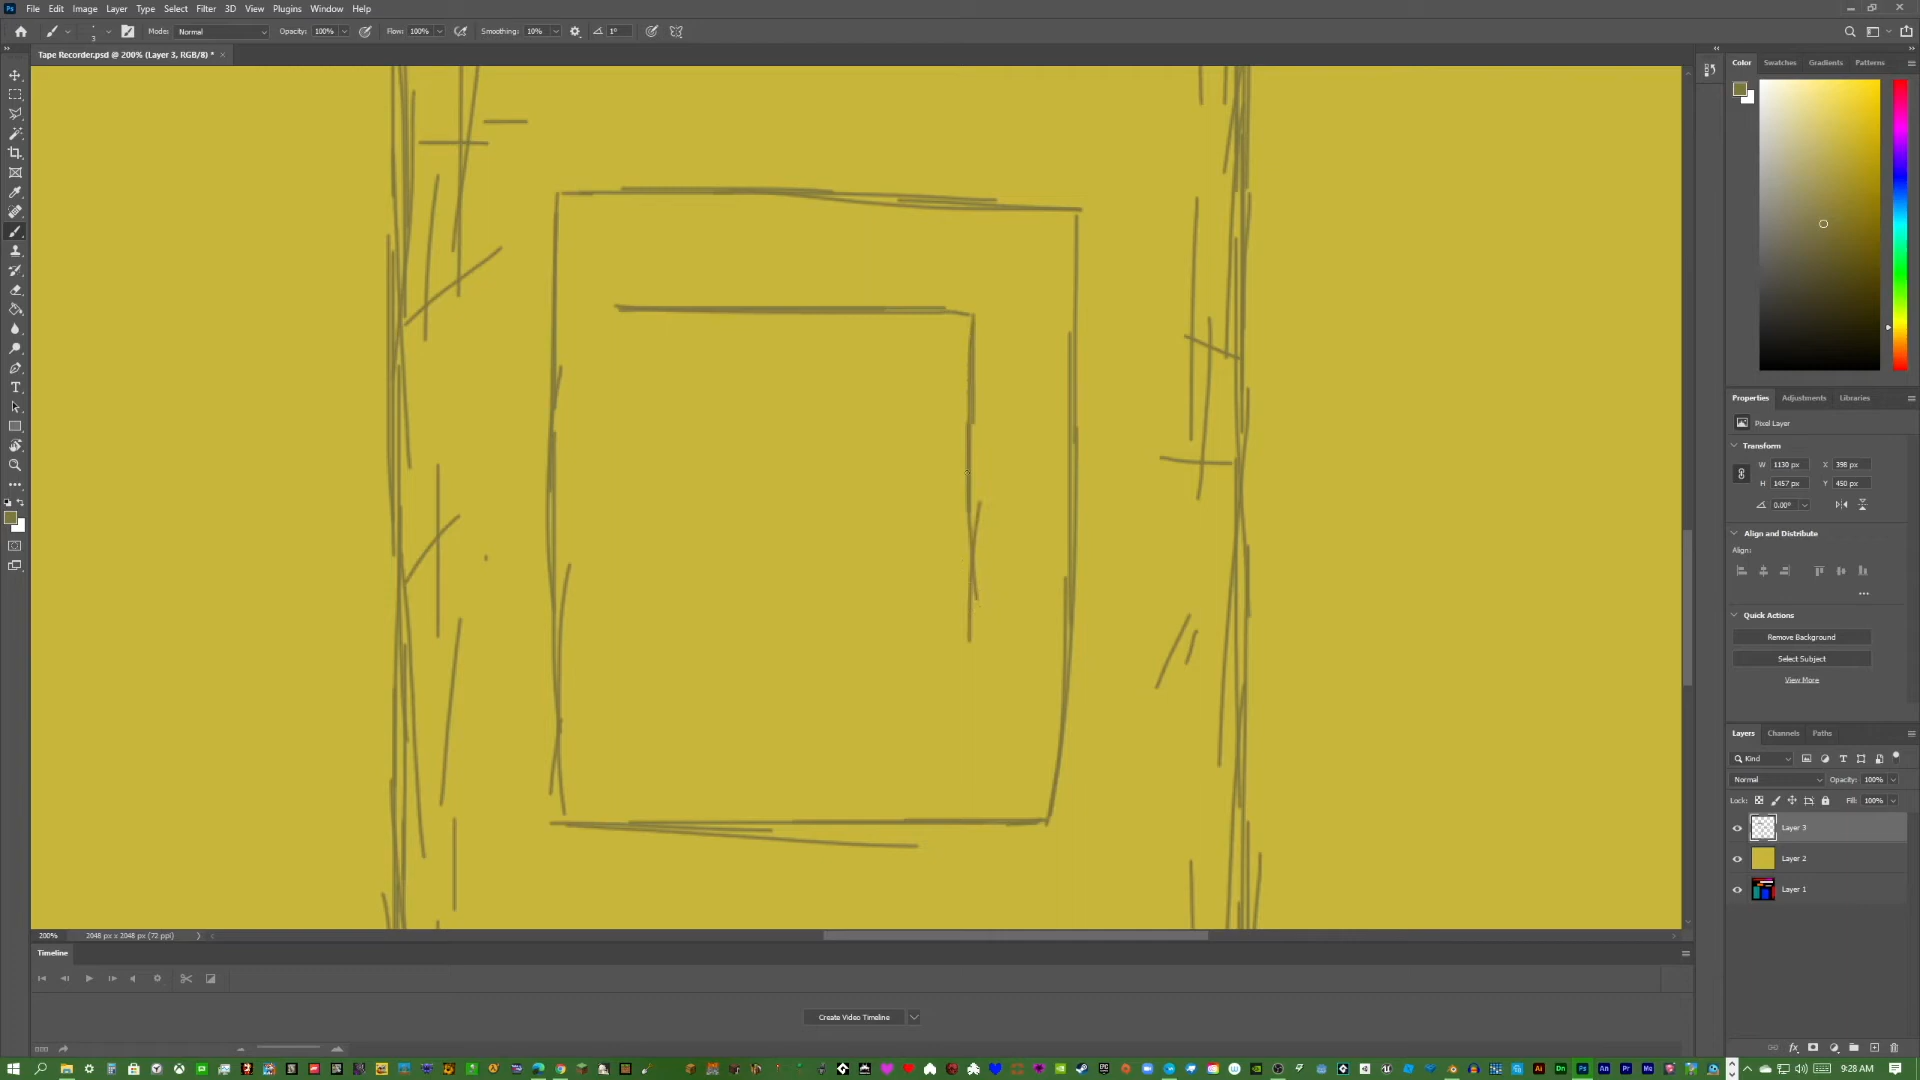 File Edit Image Layer Type Select Filter 3D View Plugins Window Help
3 Mode: Normal Opacity: 100% Flow: 100% Smoothing: 10% 1°
Tape Recorder.psd @ 200% (Layer 3, RGB/8) * ×
Color Swatches Gradients Patterns
Properties Adjustments Libraries
Pixel Layer
Transform
W 1130 px X 398 px
H 1457 px Y 450 px
0.00°
Align and Distribute
Align:
Quick Actions
Remove Background
Select Subject
View More
Layers Channels Paths
Kind
Normal Opacity: 100%
Lock: Fill: 100%
Layer 3
Layer 2
Layer 1
200% 2048 px x 2048 px (72 ppi)
Timeline
Create Video Timeline
9:28 AM